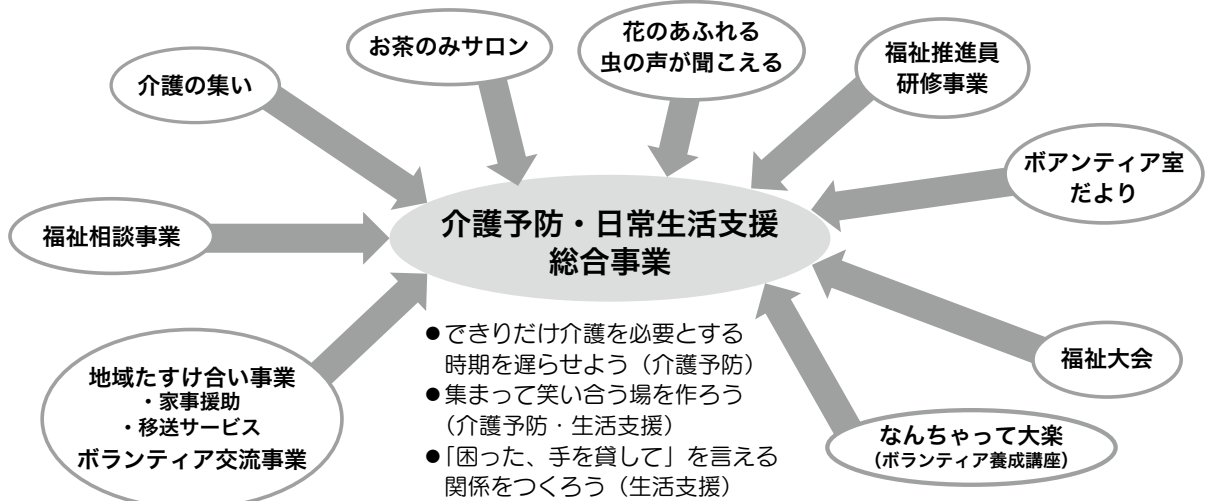 お茶のみサロン
花のあふれる
虫の声が聞こえる
福祉推進員
研修事業
介護の集い
ボアンティア室
だより
福祉相談事業
介護予防・日常生活支援
総合事業
●できりだけ介護を必要とする
時期を遅らせよう（介護予防）
●集まって笑い合う場を作ろう
（介護予防・生活支援）
●「困った、手を貸して」を言える
関係をつくろう（生活支援）
地域たすけ合い事業
・家事援助
・移送サービス
ボランティア交流事業
福祉大会
なんちゃって大楽
（ボランティア養成講座）